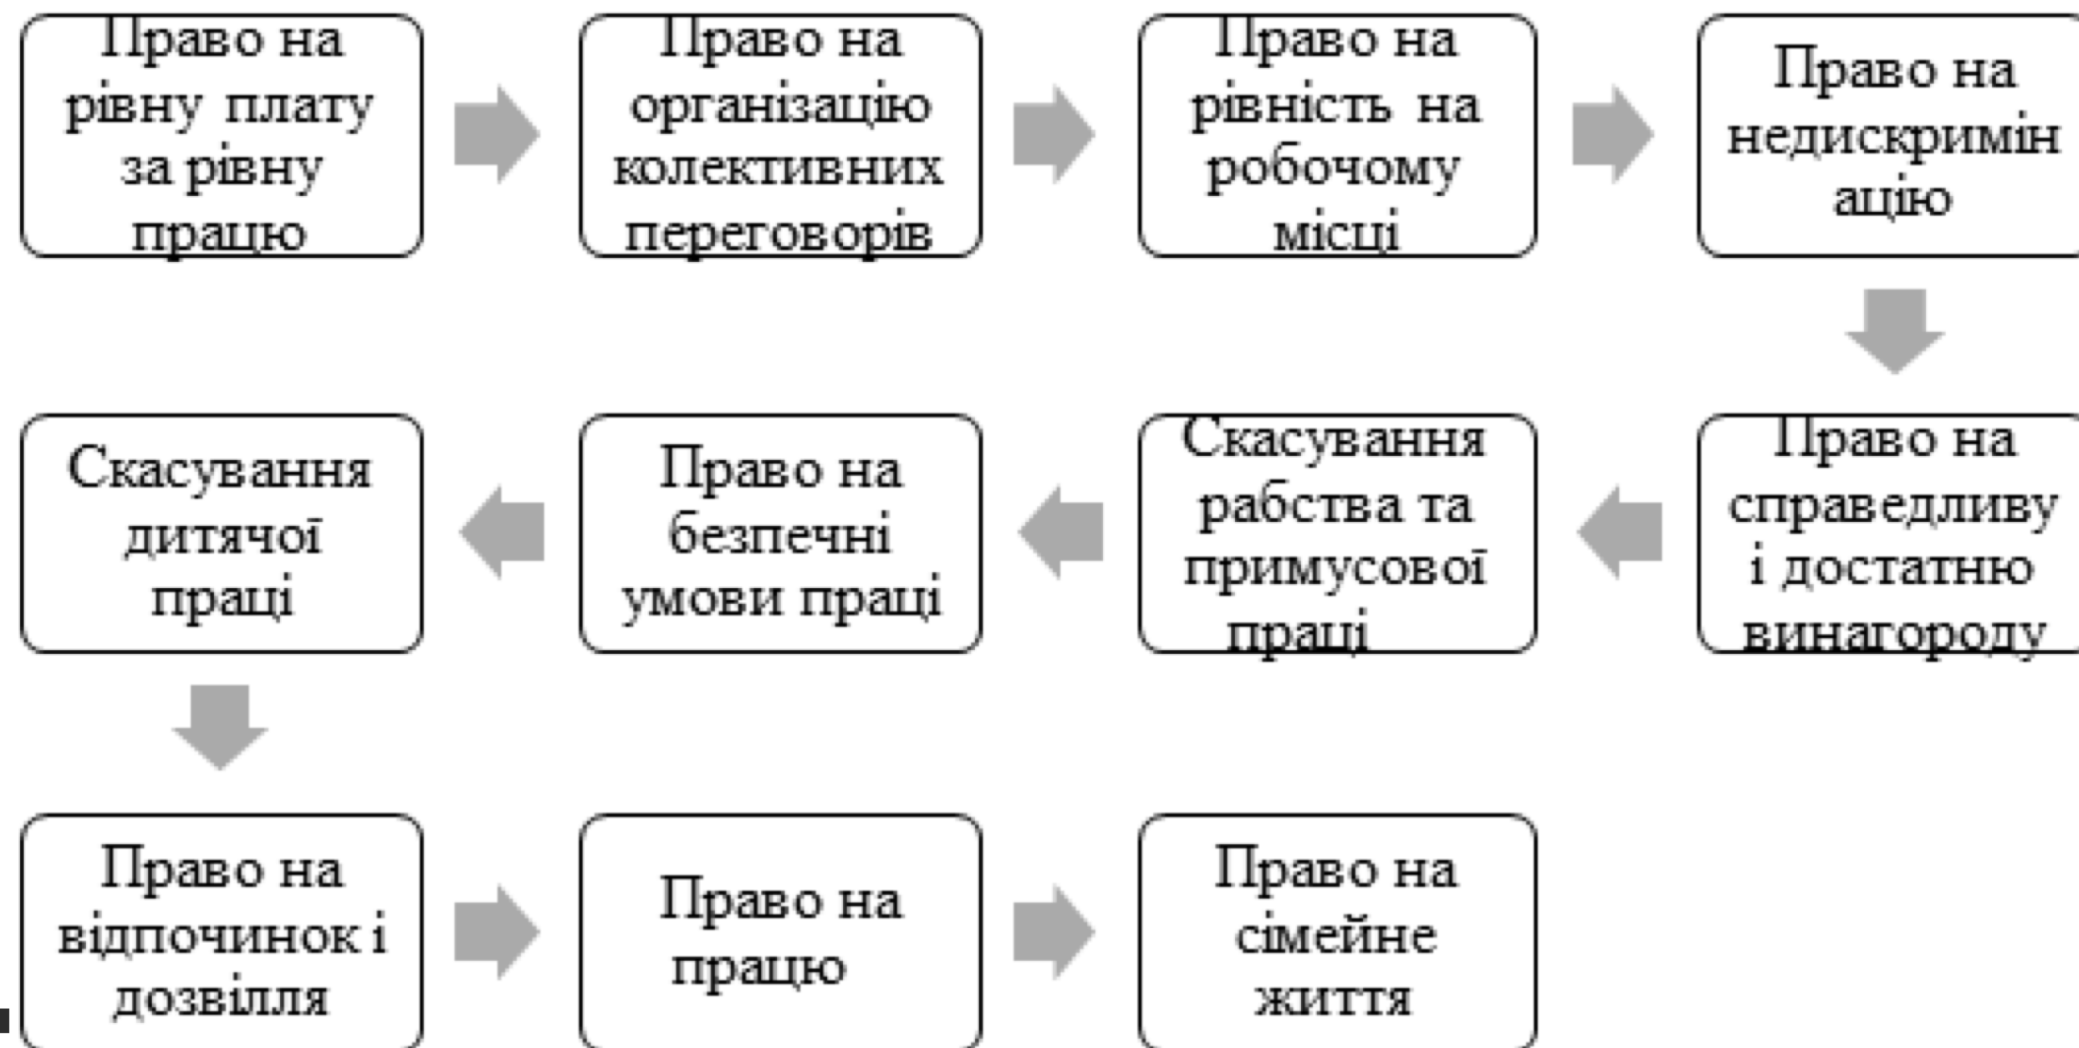 Право на
рівну плату
за рівну
працю
Право на
організацію
колективних
переговорів
Право на
рівність на
робочому
місці
Право на
недискримін
ацію
Право на
справедливу
і достатню
винагороду
Скасування
рабства та
примусової
праці
Право на
безпечні
умови праці
Скасування
дитячої
праці
Право на
відпочинок і
дозвілля
Право на
працю
Право на
сімейне
життя